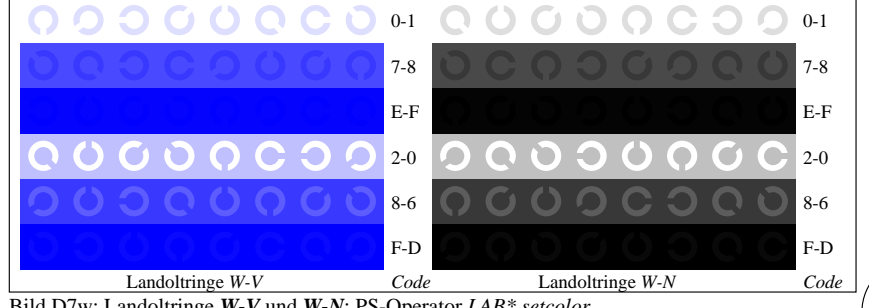 0-1 0-1
7-8 7-8
E-F E-F
2-0 2-0
8-6 8-6
F-D F-D
Landoltringe W-V Code Landoltringe W-N Code
Bild D7w: Landoltringe W-V und W-N; PS-Operator LAB* setcolor